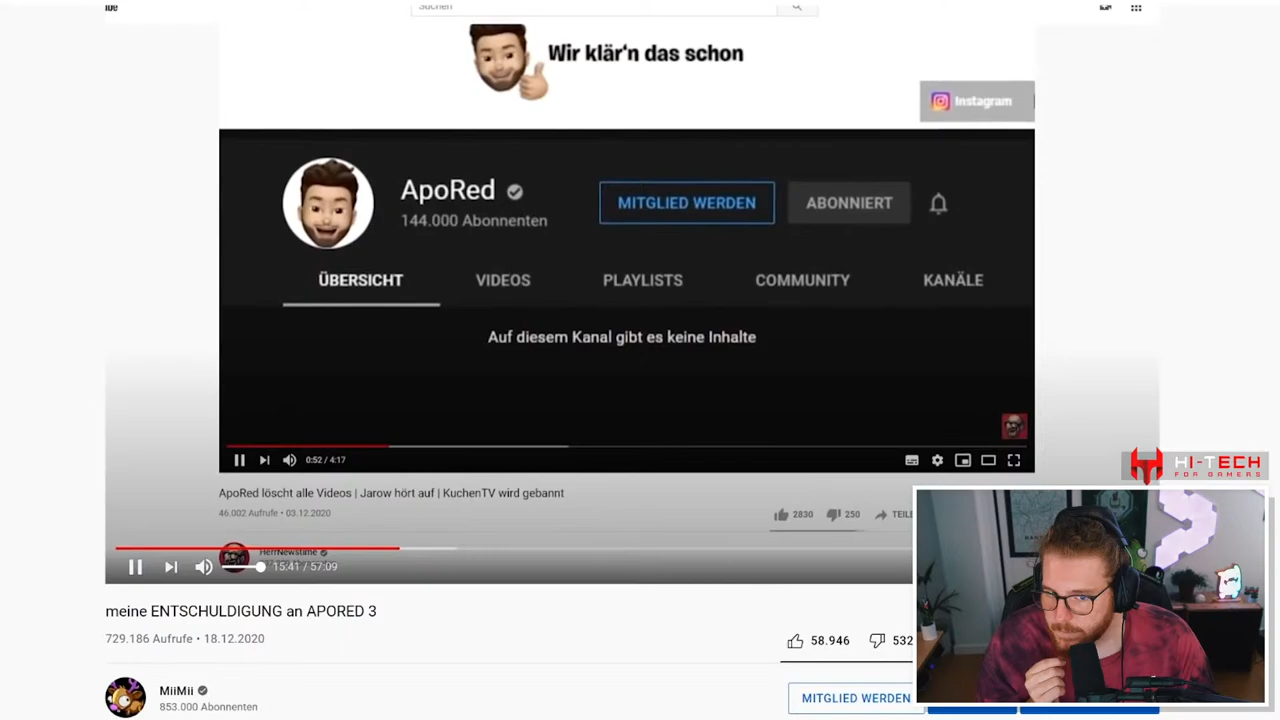 Suchen
Wir klär‘n das schon
Instagram
ApoRed
144.000 Abonnenten
MITGLIED WERDEN
ABONNIERT
ÜBERSICHT
VIDEOS
PLAYLISTS
COMMUNITY
KANÄLE
Auf diesem Kanal gibt es keine Inhalte
0:52 / 4:17
ApoRed löscht alle Videos | Jarow hört auf | KuchenTV wird gebannt
46.002 Aufrufe • 03.12.2020
2830
250
TEILE
HerrNewstime
15:41 / 57:09
HI-TECH
FOR GAMERS
meine ENTSCHULDIGUNG an APORED 3
729.186 Aufrufe • 18.12.2020
58.946
532
MiiMii
853.000 Abonnenten
MITGLIED WERDEN